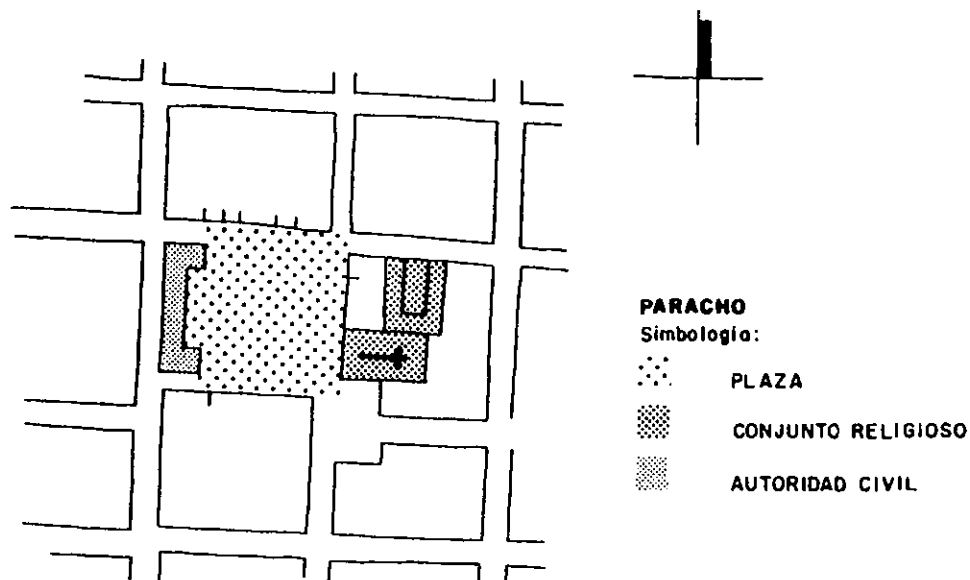 PARACHO
Simbología:
PLAZA
CONJUNTO RELIGIOSO
AUTORIDAD CIVIL